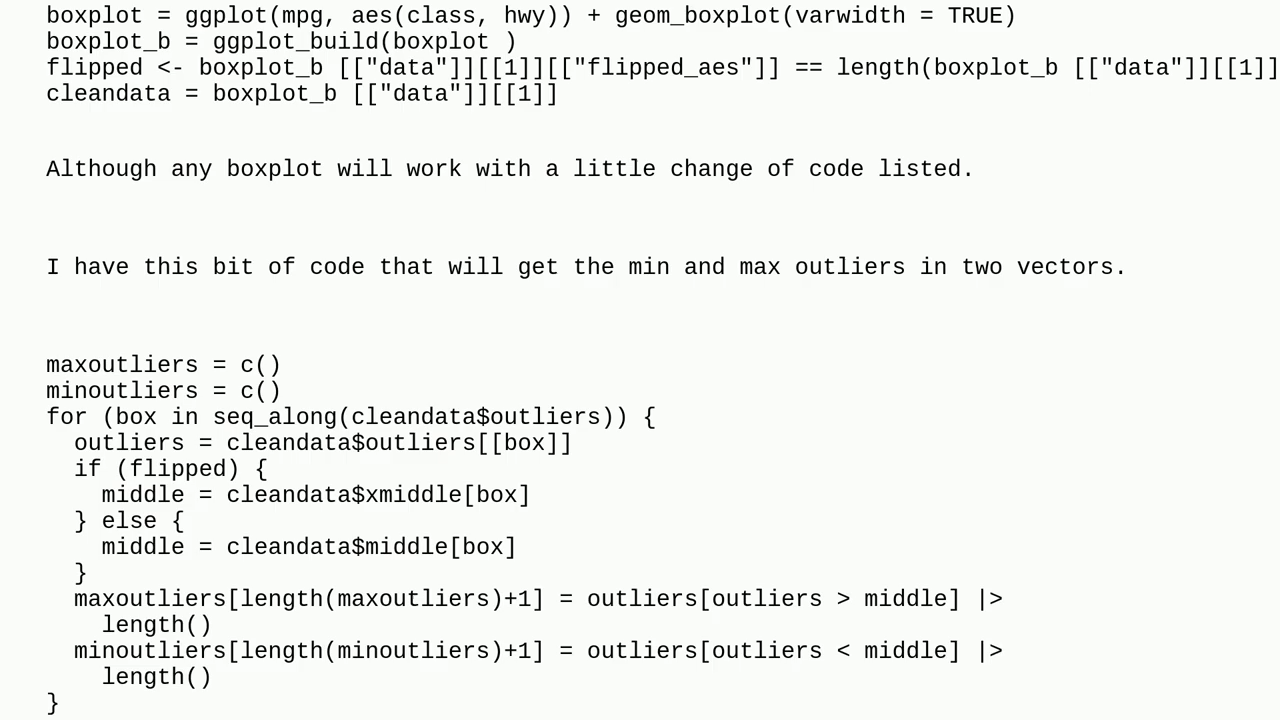 boxplot = ggplot(mpg, aes(class, hwy)) + geom_boxplot(varwidth = TRUE)
boxplot_b = ggplot_build(boxplot )
flipped <- boxplot_b [["data"]][[1]][["flipped_aes"]] == length(boxplot_b [["data"]][[1]]
cleandata = boxplot_b [["data"]][[1]]
Although any boxplot will work with a little change of code listed.
I have this bit of code that will get the min and max outliers in two vectors.
maxoutliers = c()
minoutliers = c()
for (box in seq_along(cleandata$outliers)) {
  outliers = cleandata$outliers[[box]]
  if (flipped) {
    middle = cleandata$xmiddle[box]
  } else {
    middle = cleandata$middle[box]
  }
  maxoutliers[length(maxoutliers)+1] = outliers[outliers > middle] |>
    length()
  minoutliers[length(minoutliers)+1] = outliers[outliers < middle] |>
    length()
}